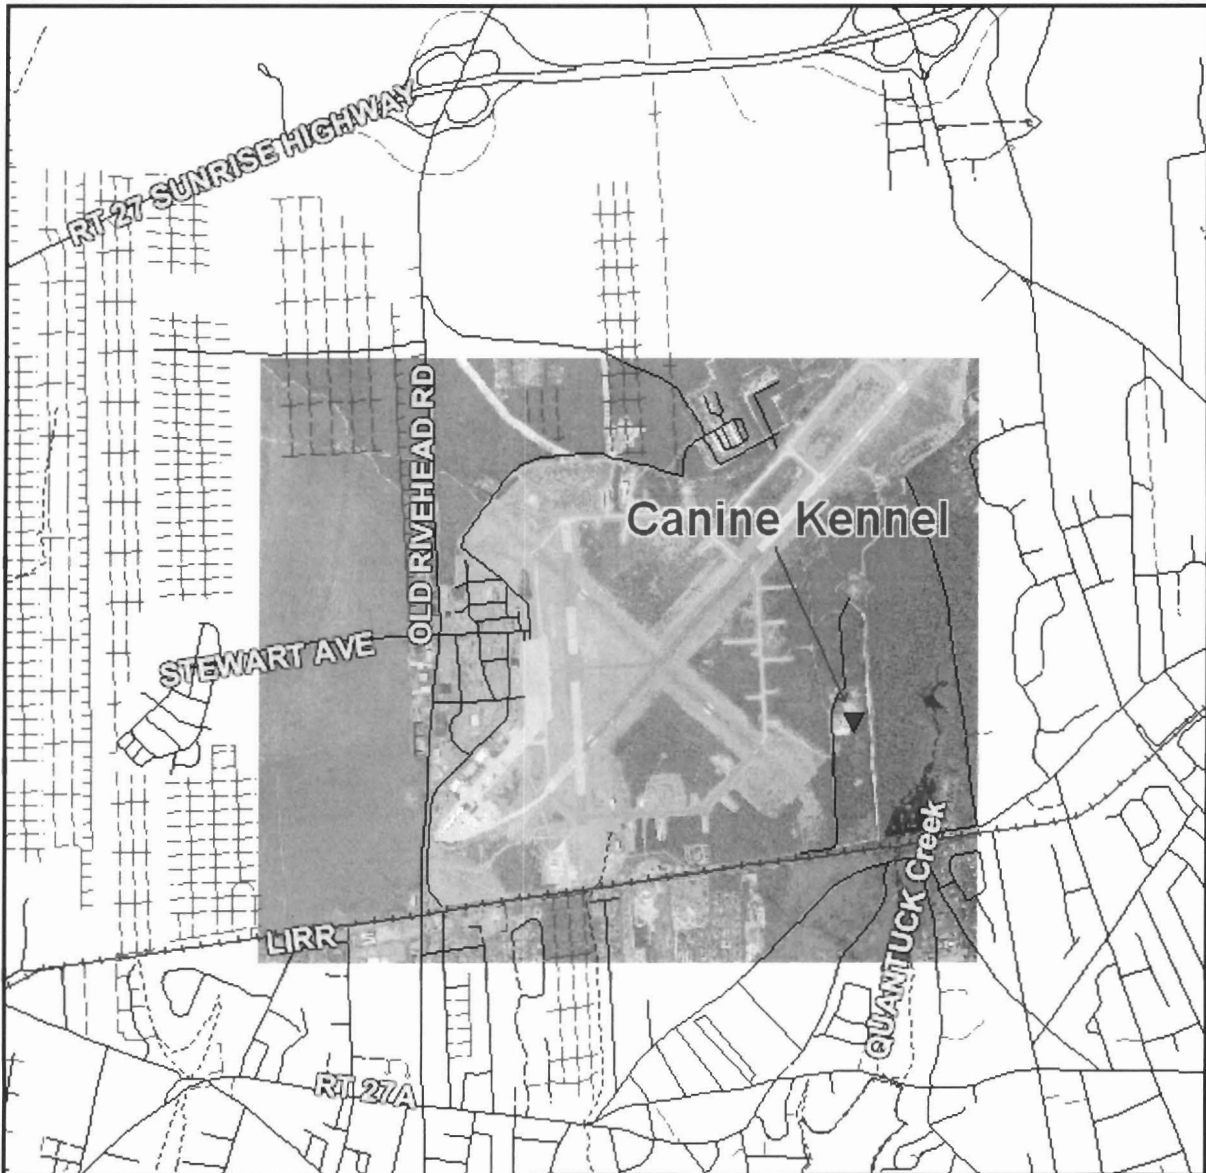 RT 27 SUNRISE HIGHWAY
OLD RIVERHEAD RD
Canine Kennel
STEWART AVE
QUANTUCK Creek
LIRR
RT 27A